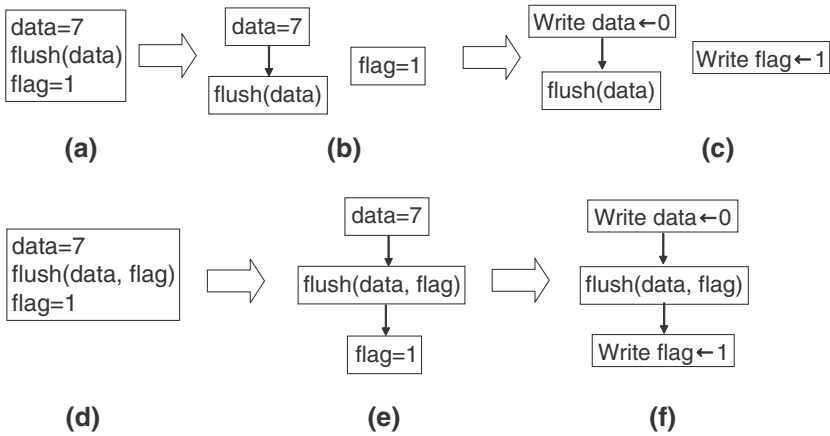 data=7
flush(data)
flag=1
data=7
flush(data)
flag=1
Write data←0
flush(data)
Write flag←1
(a)
(b)
(c)
data=7
flush(data, flag)
flag=1
data=7
flush(data, flag)
flag=1
Write data←0
flush(data, flag)
Write flag←1
(d)
(e)
(f)